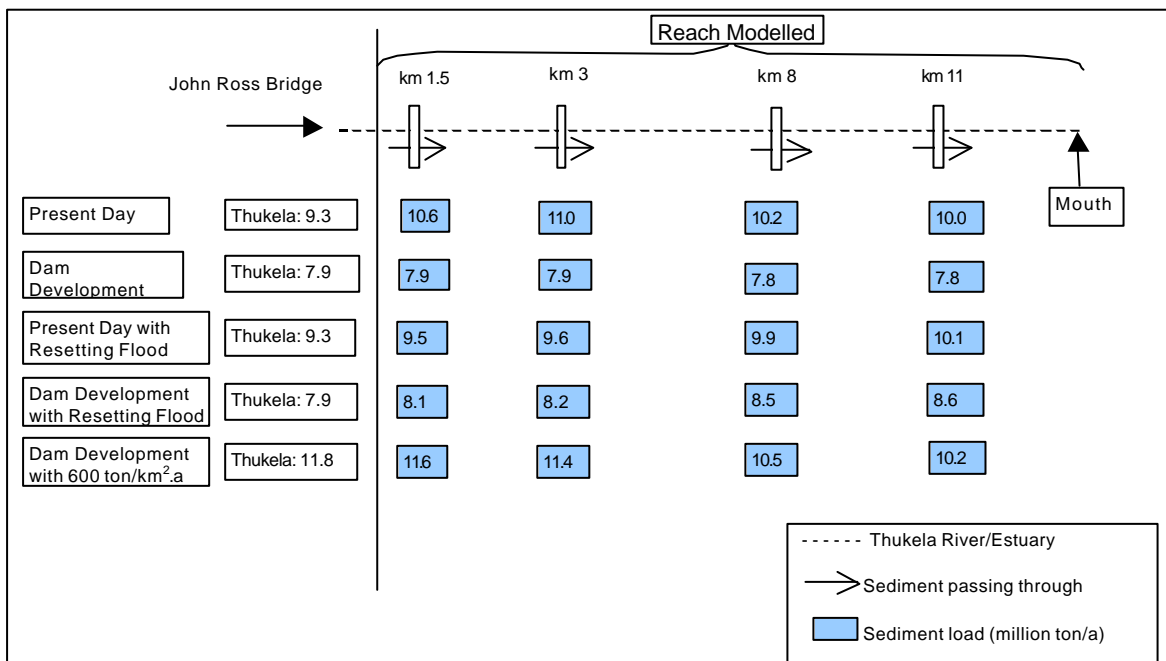 Reach Modelled
John Ross Bridge
km 1.5
km 3
km 8
km 11
Mouth
Present Day
Thukela: 9.3
10.6
11.0
10.2
10.0
Dam
Development
Thukela: 7.9
7.9
7.9
7.8
7.8
Present Day with
Resetting Flood
Thukela: 9.3
9.5
9.6
9.9
10.1
Dam Development
with Resetting Flood
Thukela: 7.9
8.1
8.2
8.5
8.6
Dam Development
with 600 ton/km².a
Thukela: 11.8
11.6
11.4
10.5
10.2
Thukela River/Estuary
Sediment passing through
Sediment load (million ton/a)